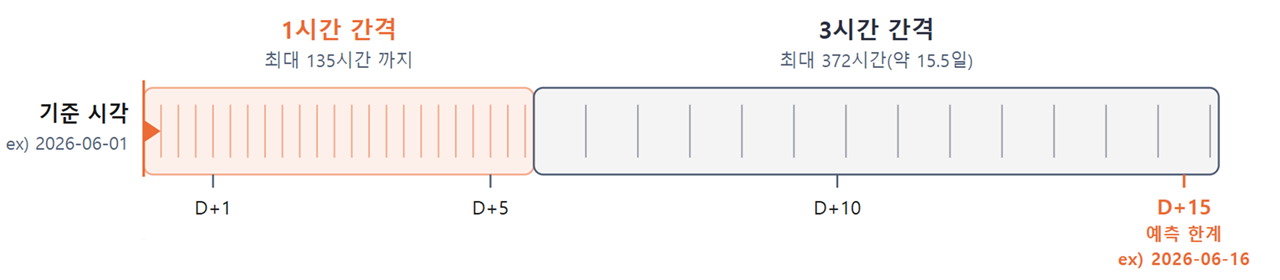 1시간 간격
최대 135시간 까지
3시간 간격
최대 372시간(약 15.5일)
기준 시각
ex) 2026-06-01
D+1
D+5
D+10
D+15
예측 한계
ex) 2026-06-16